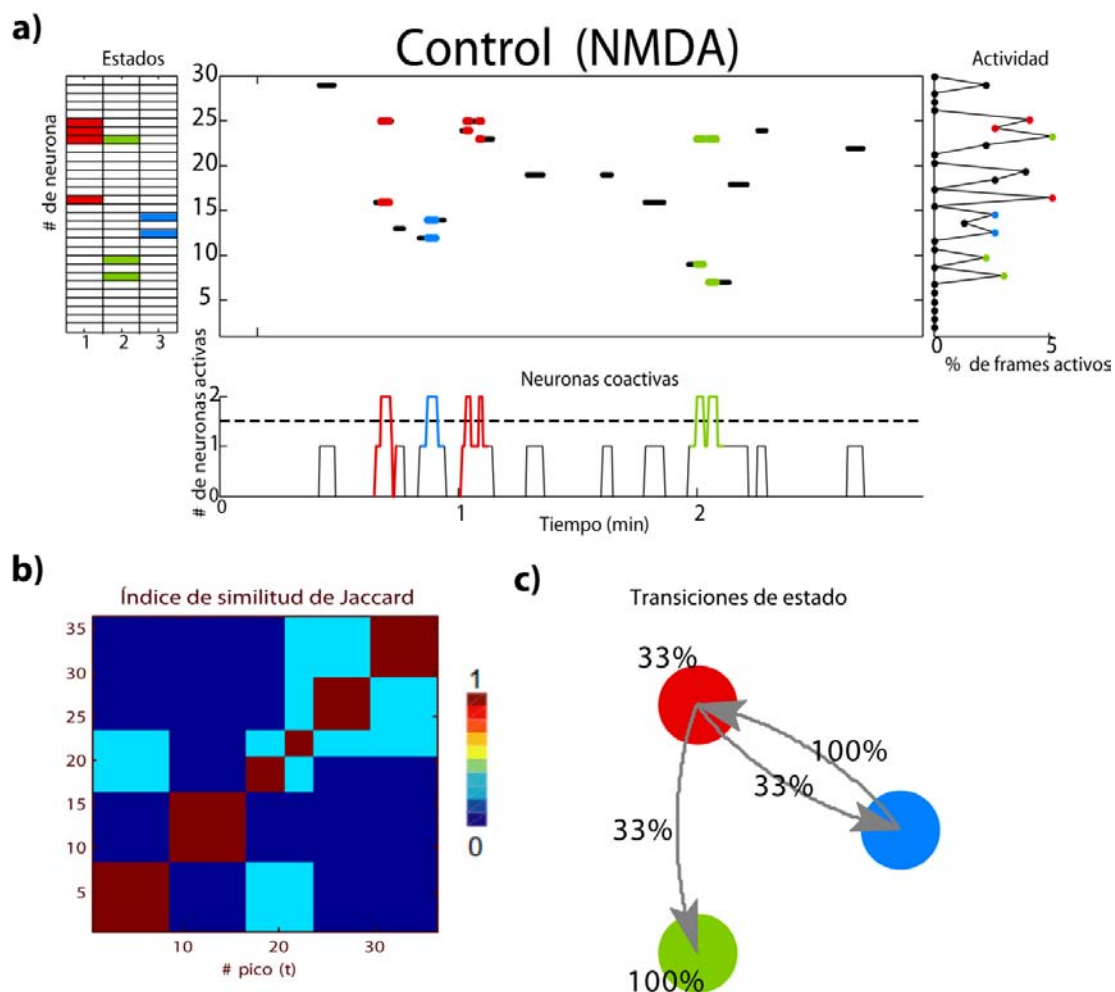 a)
Control (NMDA)
Estados
Actividad
# de neurona
30
25
20
15
10
5
1 2 3
0 5
% de frames activos
Neuronas coactivas
# de neuronas activas
2
1
0
0 1 2
Tiempo (min)
b)
Índice de similitud de Jaccard
35
30
25
20
15
10
5
10 20 30
# pico (t)
1
0
c)
Transiciones de estado
33%
100%
33%
33%
100%